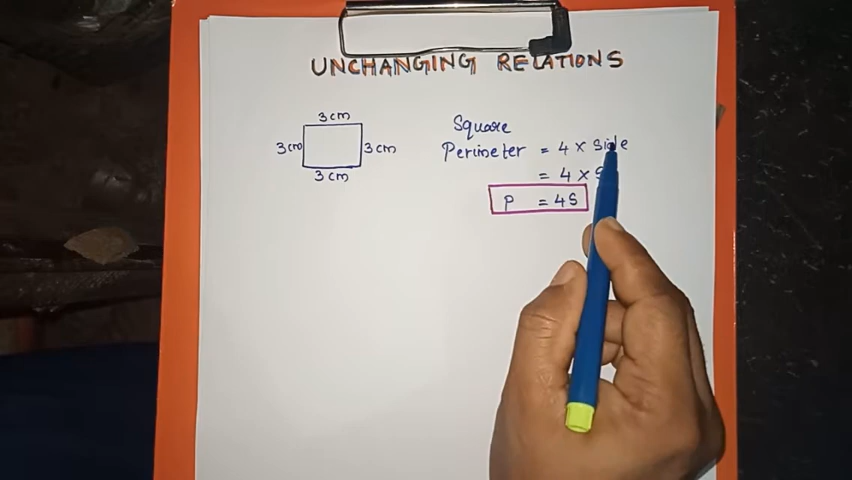 UNCHANGING RELATIONS
3 cm
3 cm
3 cm
3 cm
Square
Perimeter = 4 × Side
= 4 × S
P = 4S